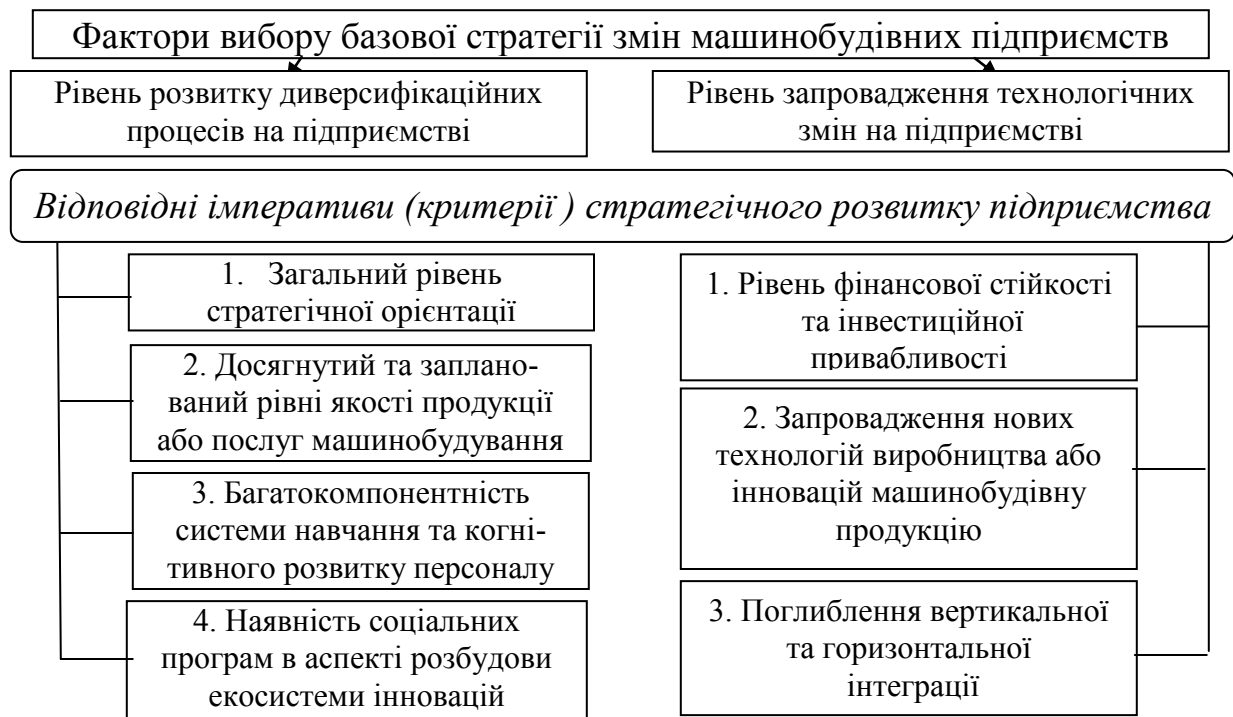 Фактори вибору базової стратегії змін машинобудівних підприємств
Рівень розвитку диверсифікаційних
процесів на підприємстві
Рівень запровадження технологічних
змін на підприємстві
Відповідні імперативи (критерії ) стратегічного розвитку підприємства
1. Загальний рівень
стратегічної орієнтації
2. Досягнутий та заплано-
ваний рівні якості продукції
або послуг машинобудування
3. Багатокомпонентність
системи навчання та когні-
тивного розвитку персоналу
4. Наявність соціальних
програм в аспекті розбудови
екосистеми інновацій
1. Рівень фінансової стійкості
та інвестиційної
привабливості
2. Запровадження нових
технологій виробництва або
інновацій машинобудівну
продукцію
3. Поглиблення вертикальної
та горизонтальної
інтеграції